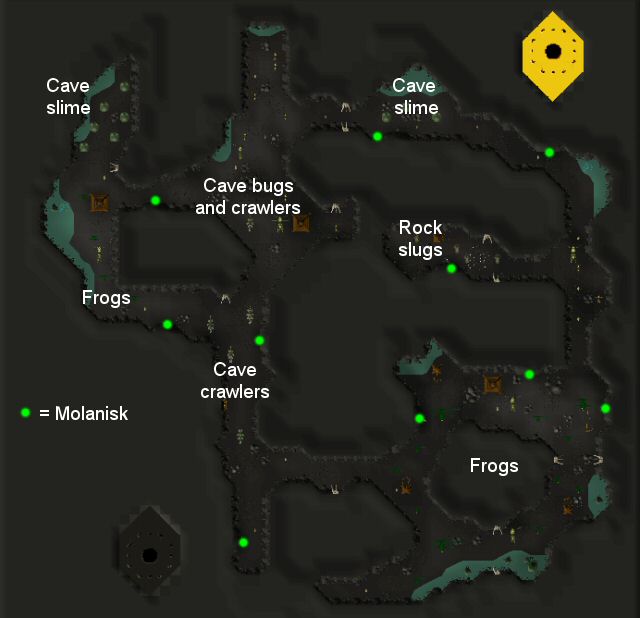 Cave
slime
Cave
slime
Cave bugs
and crawlers
Rock
slugs
Frogs
Cave
crawlers
= Molanisk
Frogs